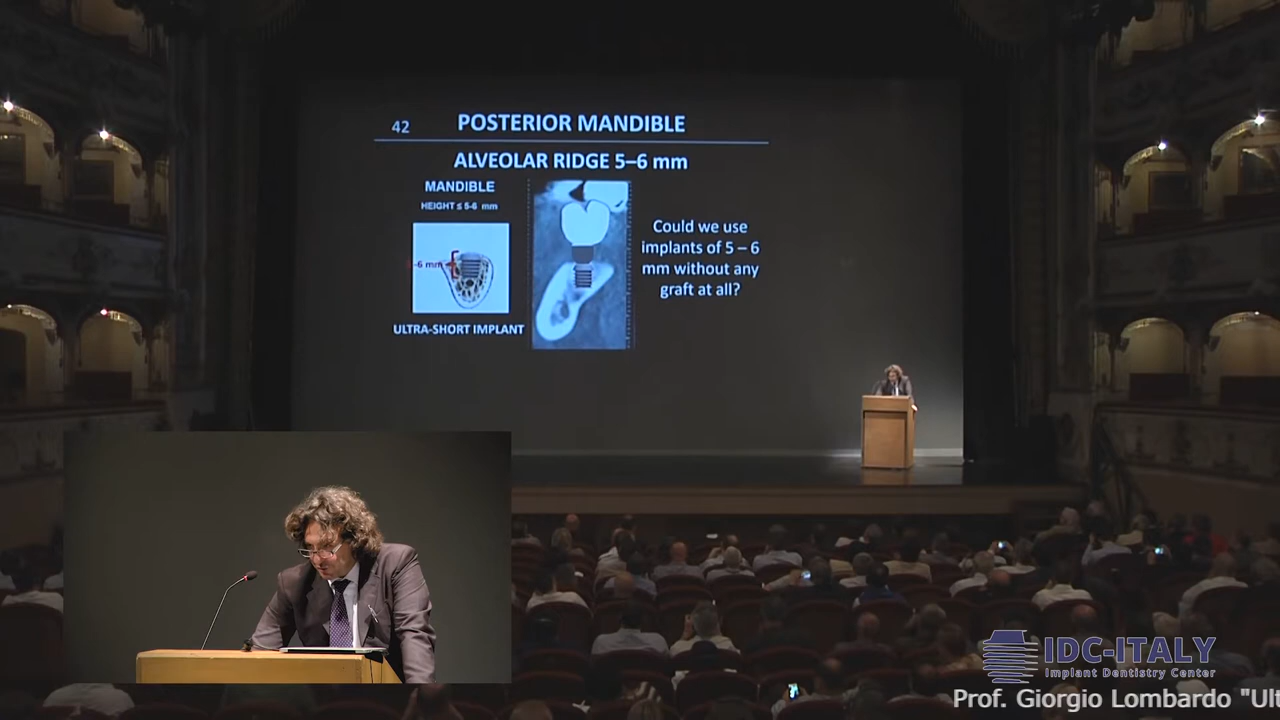 42
POSTERIOR MANDIBLE
ALVEOLAR RIDGE 5–6 mm
MANDIBLE
HEIGHT ≤ 5-6 mm
-6 mm
ULTRA-SHORT IMPLANT
Could we use
implants of 5 – 6
mm without any
graft at all?
IDC-ITALY
Implant Dentistry Center
Prof. Giorgio Lombardo "Ult